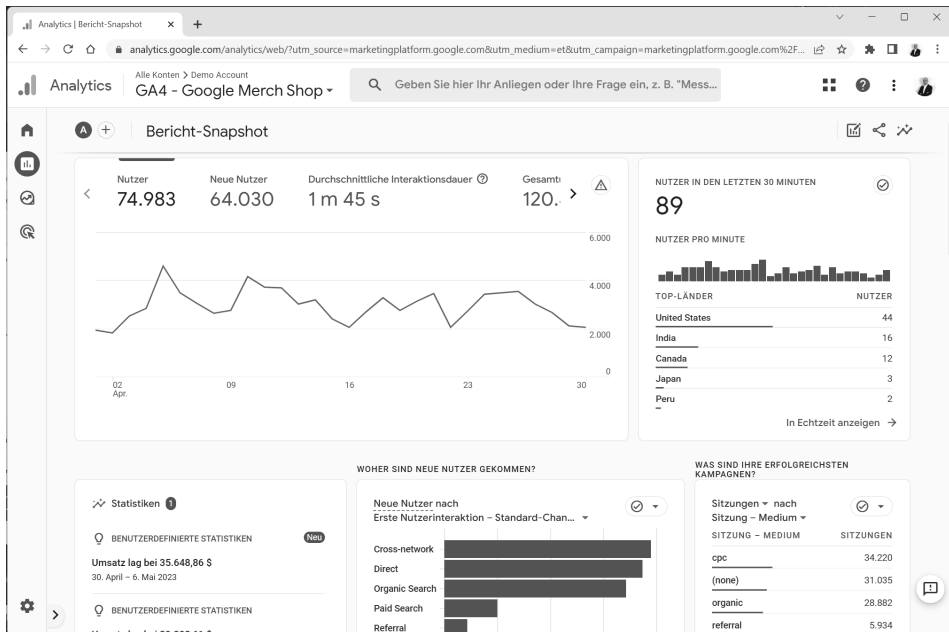 Analytics | Bericht-Snapshot
analytics.google.com/analytics/web/?utm_source=marketingplatform.google.com&utm_medium=et&utm_campaign=marketingplatform.google.com%2F...
Analytics
Alle Konten > Demo Account
GA4 - Google Merch Shop
Geben Sie hier Ihr Anliegen oder Ihre Frage ein, z. B. "Mess...
A
Bericht-Snapshot
Nutzer
74.983
Neue Nutzer
64.030
Durchschnittliche Interaktionsdauer
1 m 45 s
Gesamt
120.
6.000
4.000
2.000
0
02
Apr.
09
16
23
30
NUTZER IN DEN LETZTEN 30 MINUTEN
89
NUTZER PRO MINUTE
TOP-LÄNDER NUTZER
United States 44
India 16
Canada 12
Japan 3
Peru 2
In Echtzeit anzeigen
Statistiken 1
BENUTZERDEFINIERTE STATISTIKEN Neu
Umsatz lag bei 35.648,86 $
30. April – 6. Mai 2023
BENUTZERDEFINIERTE STATISTIKEN
WOHER SIND NEUE NUTZER GEKOMMEN?
Neue Nutzer nach
Erste Nutzerinteraktion – Standard-Chan...
Cross-network
Direct
Organic Search
Paid Search
Referral
WAS SIND IHRE ERFOLGREICHSTEN
KAMPAGNEN?
Sitzungen nach
Sitzung – Medium
SITZUNG – MEDIUM SITZUNGEN
cpc 34.220
(none) 31.035
organic 28.882
referral 5.934